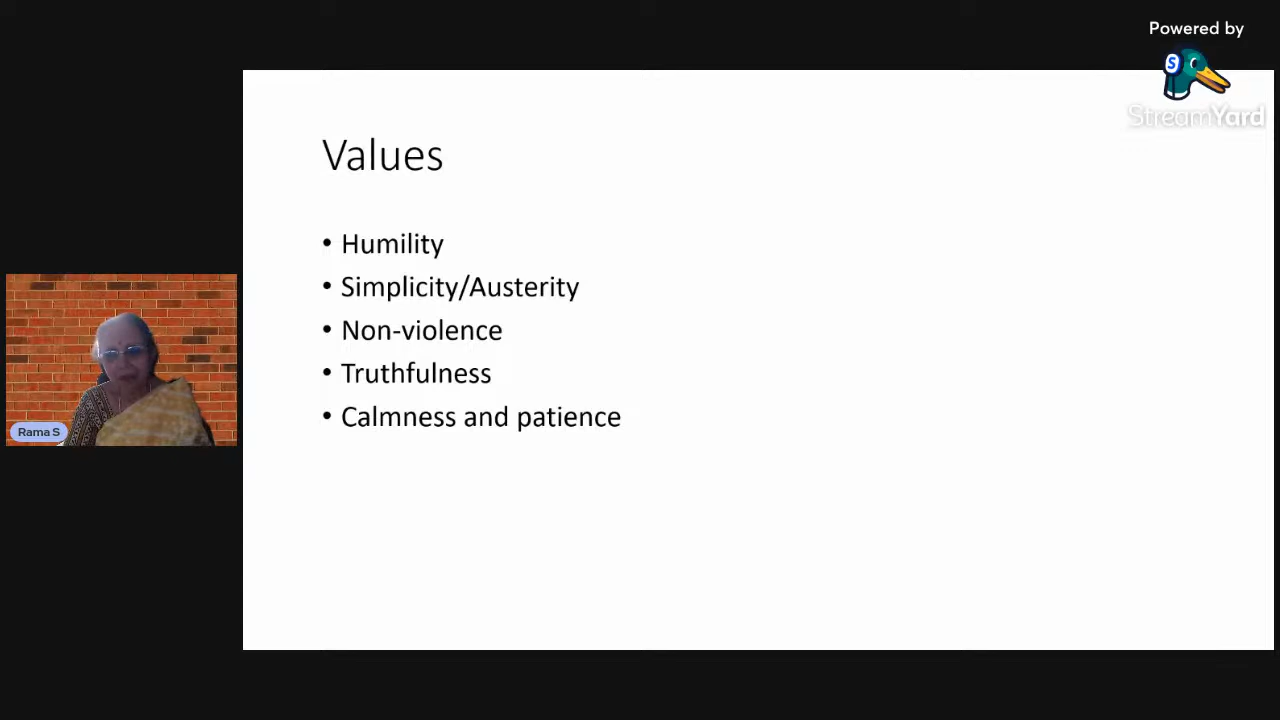 Powered by
StreamYard
Values
• Humility
• Simplicity/Austerity
• Non-violence
• Truthfulness
• Calmness and patience
Rama S